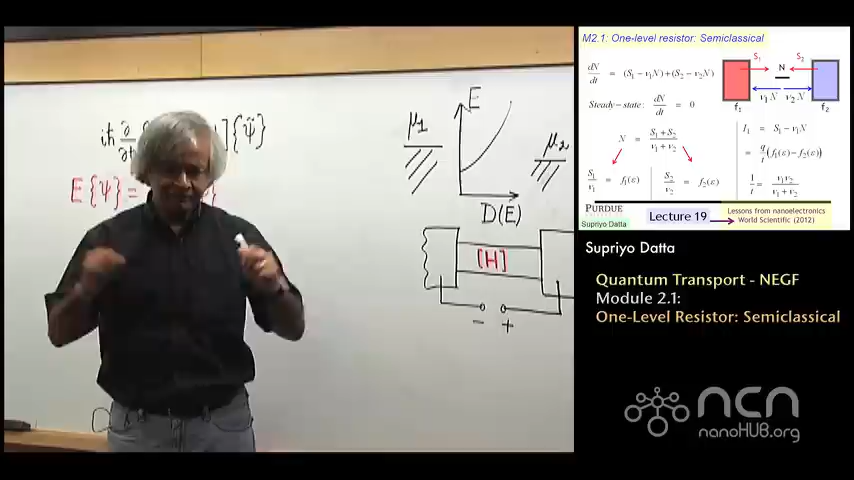 iħ ∂/∂t {ψ̃}
E{ψ} =
μ1
E
μ2
D(E)
[H]
− +
M2.1: One-level resistor: Semiclassical
dN/dt = (S1 − ν1N) + (S2 − ν2N)
Steady-state: dN/dt = 0
N = (S1 + S2)/(ν1 + ν2)
S1/ν1 = f1(ε)
S2/ν2 = f2(ε)
S1 S2
N
ν1N ν2N
f1 f2
I1 = S1 − ν1N
= q/t (f1(ε) − f2(ε))
1/t = ν1ν2/(ν1 + ν2)
PURDUE
Supriyo Datta
Lecture 19
Lessons from nanoelectronics
World Scientific (2012)
Supriyo Datta
Quantum Transport - NEGF
Module 2.1:
One-Level Resistor: Semiclassical
ncn
nanoHUB.org